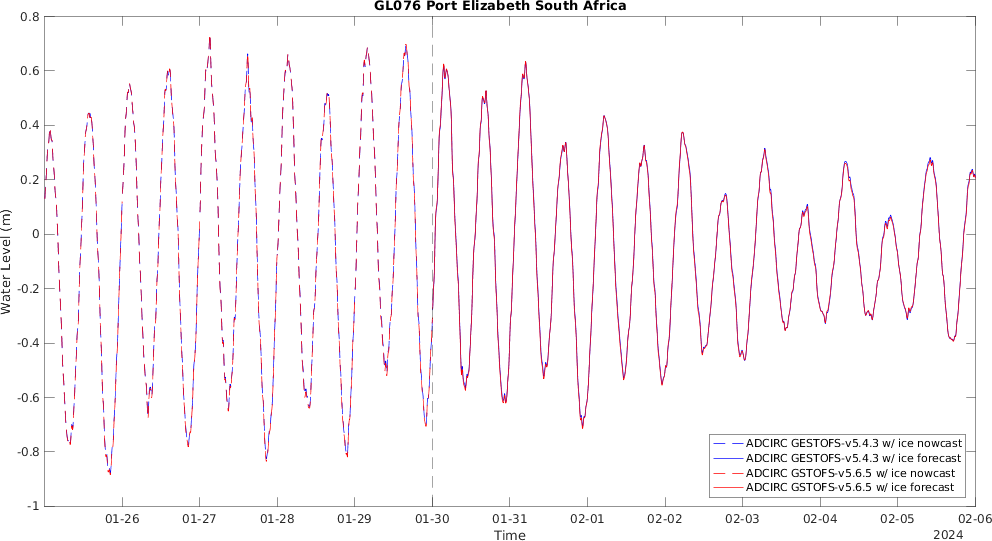 GL076 Port Elizabeth South Africa
0.8
0.6
0.4
0.2
0
-0.2
-0.4
-0.6
-0.8
-1
Water Level (m)
ADCIRC GESTOFS-v5.4.3 w/ ice nowcast
ADCIRC GESTOFS-v5.4.3 w/ ice forecast
ADCIRC GSTOFS-v5.6.5 w/ ice nowcast
ADCIRC GSTOFS-v5.6.5 w/ ice forecast
01-26 01-27 01-28 01-29 01-30 01-31 02-01 02-02 02-03 02-04 02-05 02-06
Time
2024